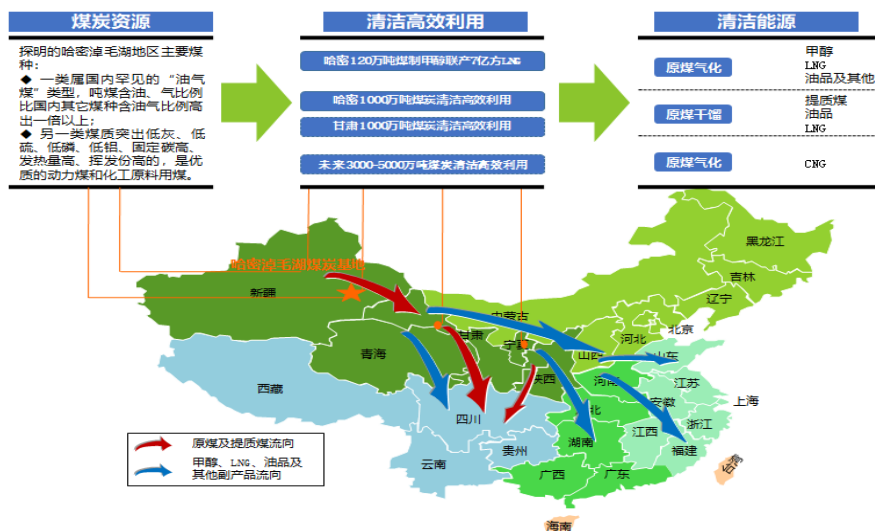 煤炭资源
清洁高效利用
清洁能源
探明的哈密淖毛湖地区主要煤
种：
◆ 一类属国内罕见的“油气
煤”类型，吨煤含油、气比例
比国内其它煤种含油气比例高
出一倍以上；
◆ 另一类煤质突出低灰、低
硫、低磷、低铝、固定碳高、
发热量高、挥发份高的，是优
质的动力煤和化工原料用煤。
哈密120万吨煤制甲醇联产7亿方LNG
哈密1000万吨煤炭清洁高效利用
甘肃1000万吨煤炭清洁高效利用
未来3000-5000万吨煤炭清洁高效利用
原煤气化
甲醇
LNG
油品及其他
原煤干馏
提质煤
油品
LNG
原煤气化
CNG
哈密淖毛湖煤炭基地
黑龙江
吉林
辽宁
新疆
内蒙古
北京
河北
甘肃
宁夏
山西
山东
青海
陕西
河南
江苏
西藏
安徽
上海
四川
北
浙江
江西
湖南
贵州
福建
云南
广西
广东
台湾
海南
原煤及提质煤流向
甲醇、LNG、油品及
其他副产品流向